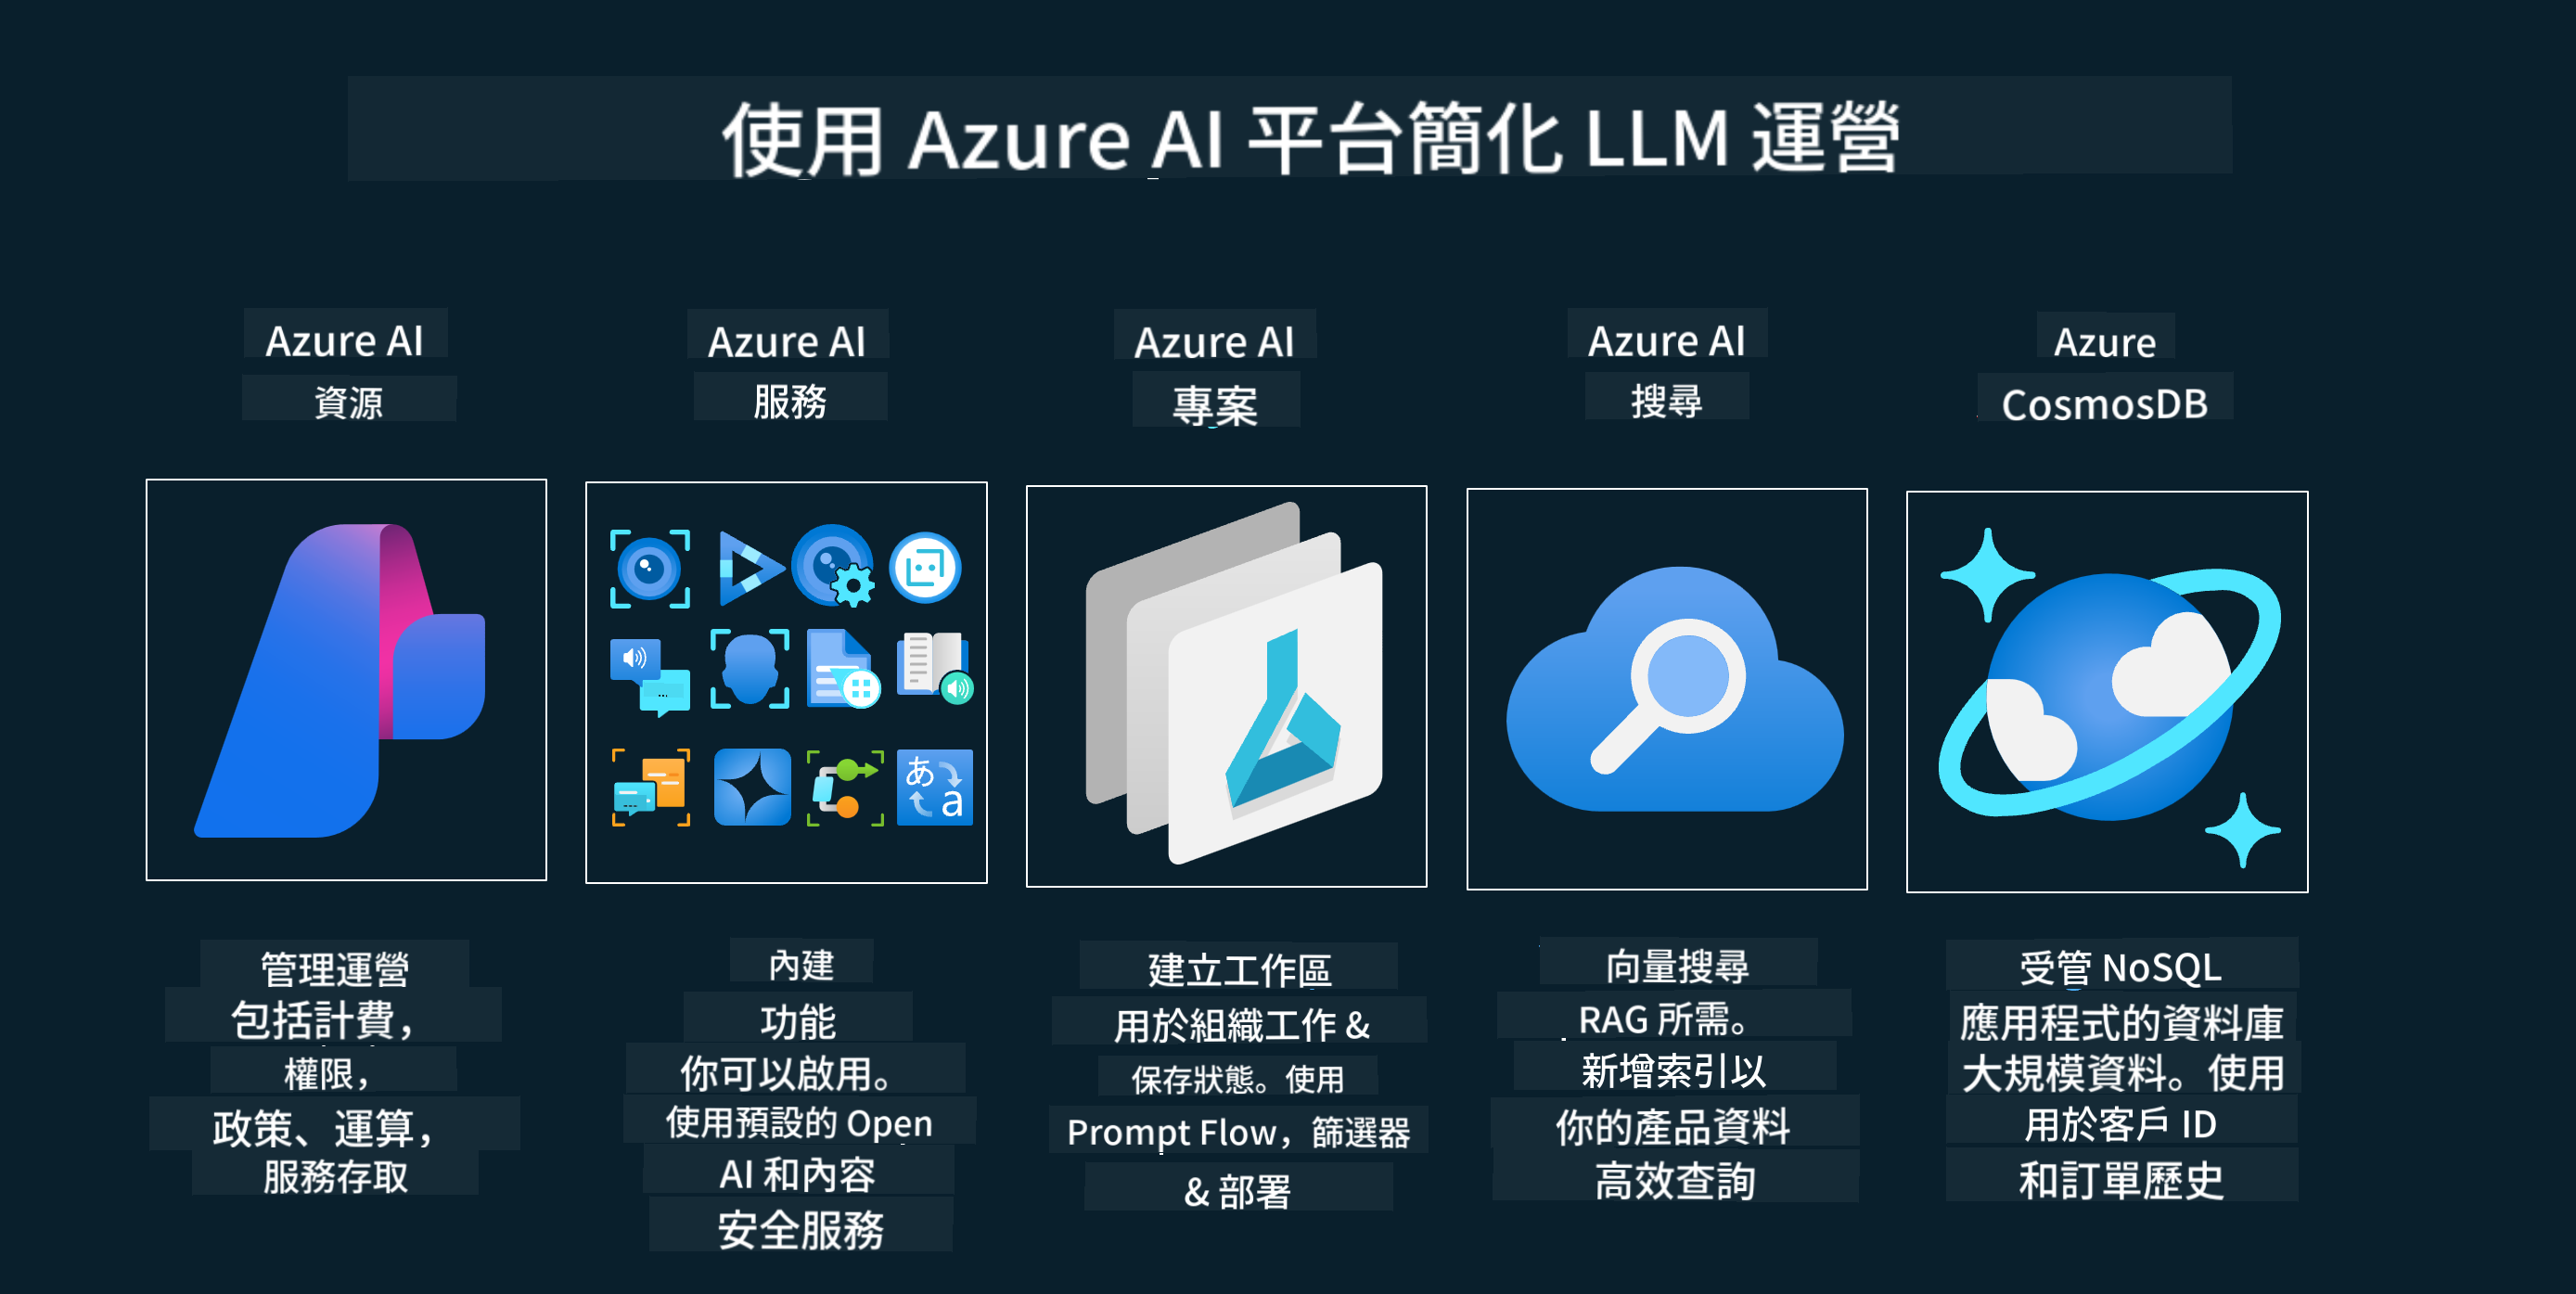 使用 Azure AI 平台簡化 LLM 運營
Azure AI
資源
Azure AI
服務
Azure AI
專案
Azure AI
搜尋
Azure
CosmosDB
あ
a
管理運營
包括計費，
權限，
政策、運算，
服務存取
內建
功能
你可以啟用。
使用預設的 Open
AI 和內容
安全服務
建立工作區
用於組織工作 &
保存狀態。使用
Prompt Flow，篩選器
& 部署
向量搜尋
RAG 所需。
新增索引以
你的產品資料
高效查詢
受管 NoSQL
應用程式的資料庫
大規模資料。使用
用於客戶 ID
和訂單歷史